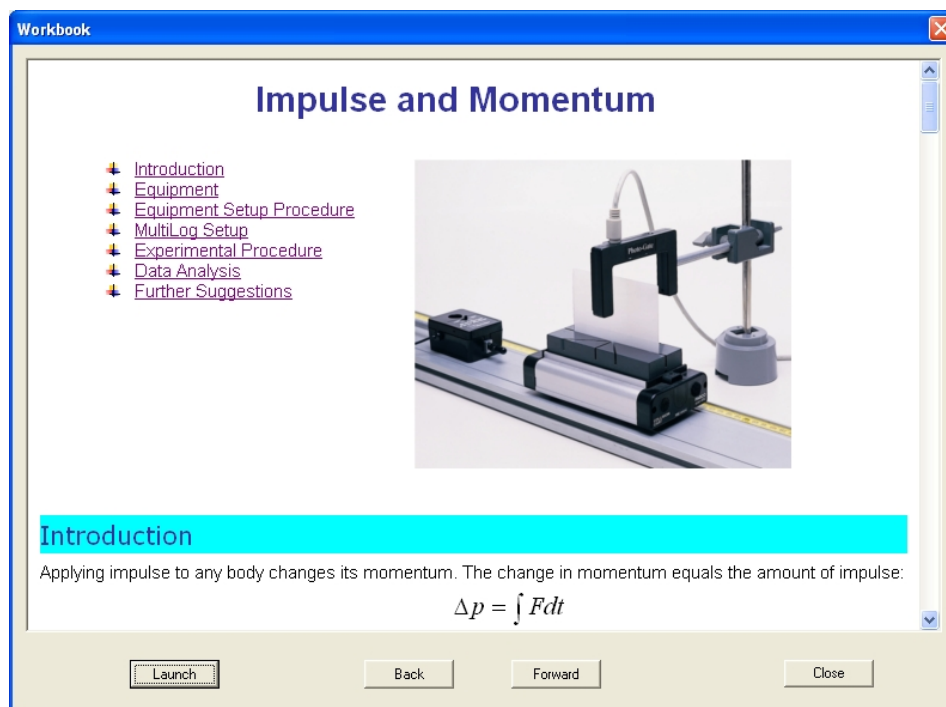 Workbook
Impulse and Momentum
Introduction
Equipment
Equipment Setup Procedure
MultiLog Setup
Experimental Procedure
Data Analysis
Further Suggestions
Photo-Gate
Introduction
Applying impulse to any body changes its momentum. The change in momentum equals the amount of impulse:
Δp = ∫ Fdt
Launch
Back
Forward
Close